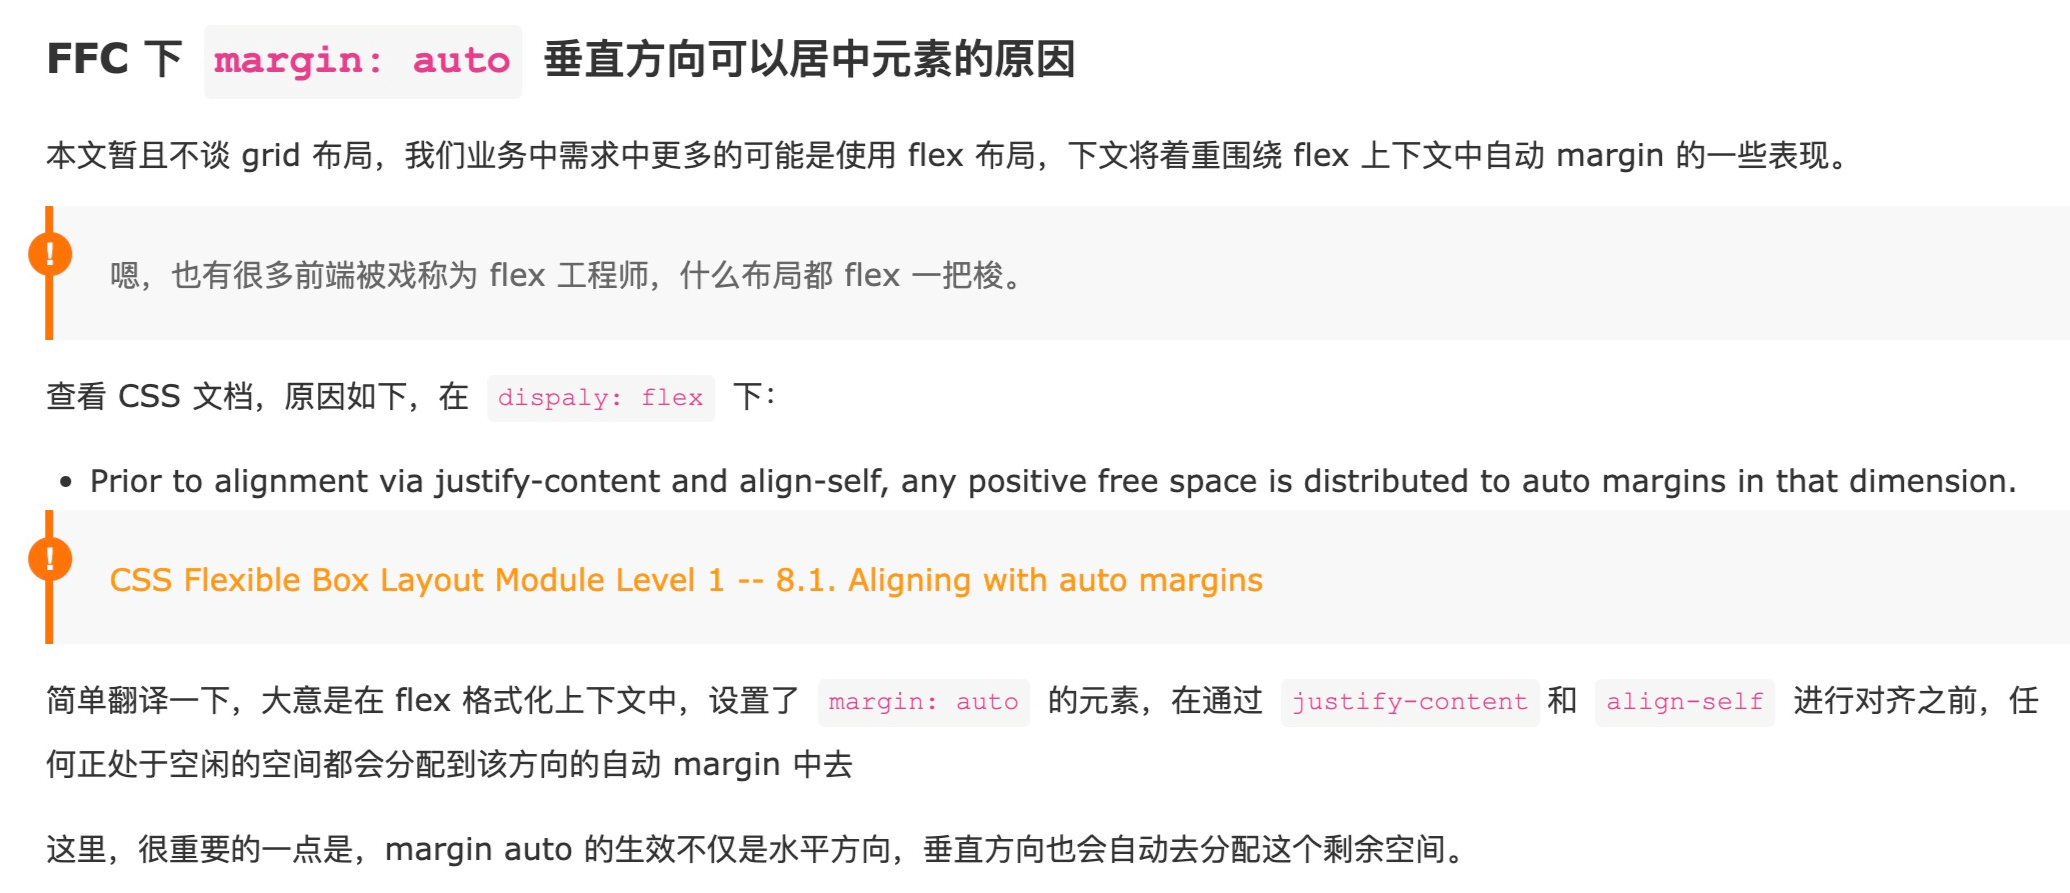 FFC 下 margin: auto 垂直方向可以居中元素的原因
本文暂且不谈 grid 布局，我们业务中需求中更多的可能是使用 flex 布局，下文将着重围绕 flex 上下文中自动 margin 的一些表现。
!
嗯，也有很多前端被戏称为 flex 工程师，什么布局都 flex 一把梭。
查看 CSS 文档，原因如下，在 dispaly: flex 下：
• Prior to alignment via justify-content and align-self, any positive free space is distributed to auto margins in that dimension.
!
CSS Flexible Box Layout Module Level 1 -- 8.1. Aligning with auto margins
简单翻译一下，大意是在 flex 格式化上下文中，设置了 margin: auto 的元素，在通过 justify-content 和 align-self 进行对齐之前，任
何正处于空闲的空间都会分配到该方向的自动 margin 中去
这里，很重要的一点是，margin auto 的生效不仅是水平方向，垂直方向也会自动去分配这个剩余空间。